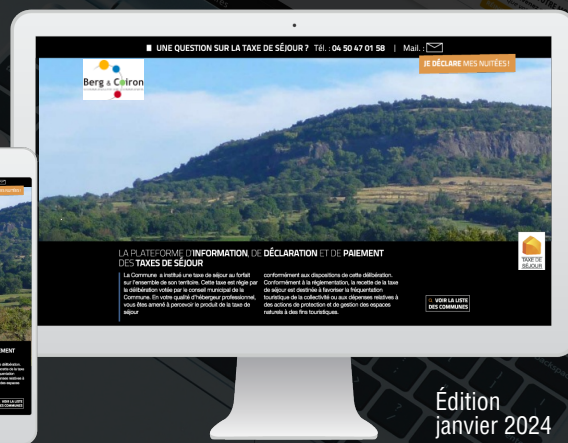 UNE QUESTION SUR LA TAXE DE SÉJOUR ? Tél. : 04 50 47 01 58 | Mail. :
JE DÉCLARE MES NUITÉES !
Berg & Coiron
LA PLATEFORME D'INFORMATION, DE DÉCLARATION ET DE PAIEMENT
DES TAXES DE SÉJOUR
La Commune a institué une taxe de séjour au forfait
sur l'ensemble de son territoire. Cette taxe est régie par
la délibération votée par le conseil municipal de la
Commune. En votre qualité d'hébergeur professionnel,
vous êtes amené à percevoir le produit de la taxe
séjour
conformément aux dispositions de cette délibération.
Conformément à la réglementation, la recette de la taxe
de séjour est destinée à favoriser la fréquentation
touristique de la collectivité ou aux dépenses relatives à
des actions de protection et de gestion des espaces
naturels à des fins touristiques.
TAXE DE
SÉJOUR
VOIR LA LISTE
DES COMMUNES
VOIR LA LISTE
DES COMMUNES
Édition
janvier 2024